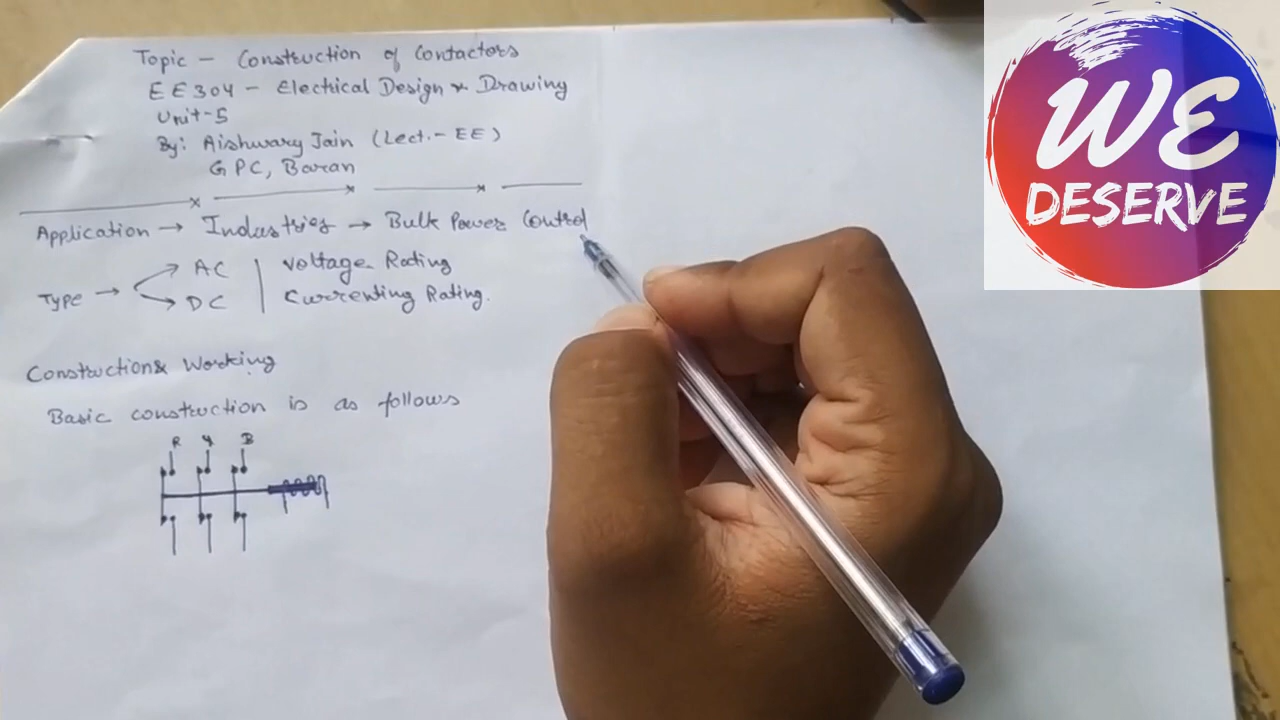 Topic - Construction of Contactors
EE304 - Electrical Design & Drawing
Unit-5
By: Aishwary Jain (Lect.- EE)
GPC, Baran
Application → Industries → Bulk Power Control
Type → AC | Voltage Rating
DC | Currenting Rating.
Construction & Working
Basic construction is as follows
R Y B
WE
DESERVE